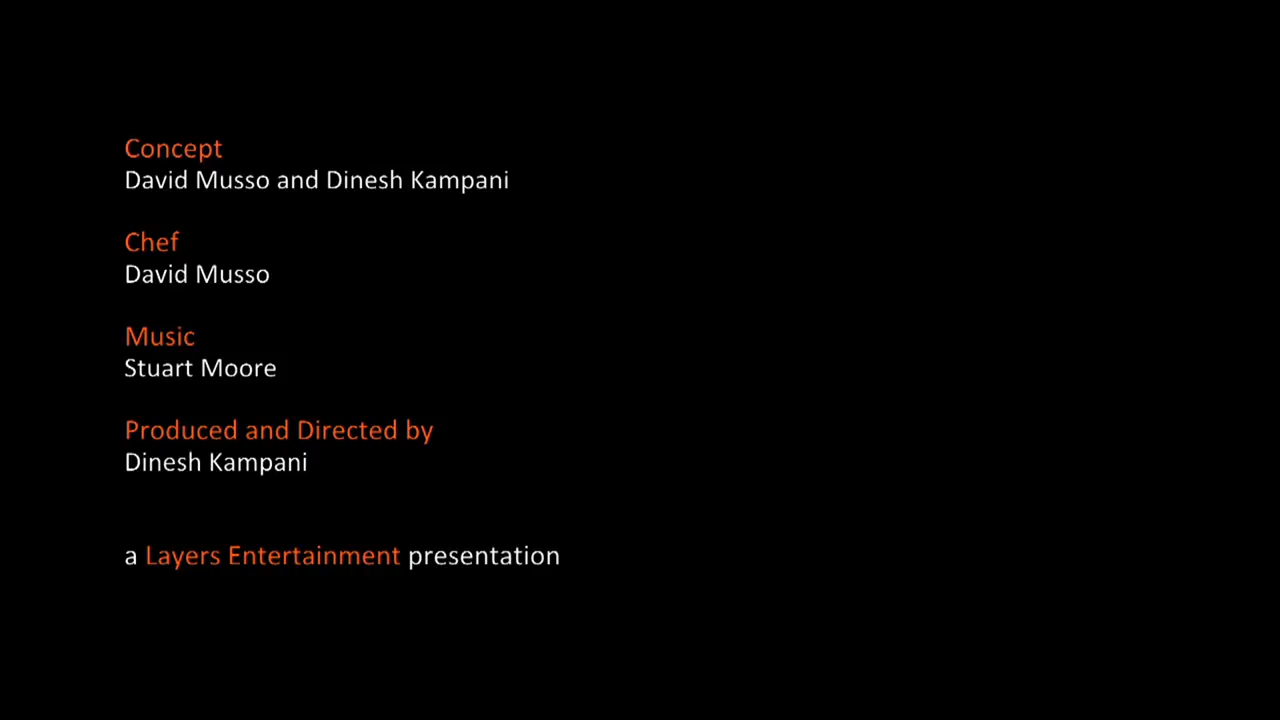 Concept
David Musso and Dinesh Kampani
Chef
David Musso
Music
Stuart Moore
Produced and Directed by
Dinesh Kampani
a Layers Entertainment presentation